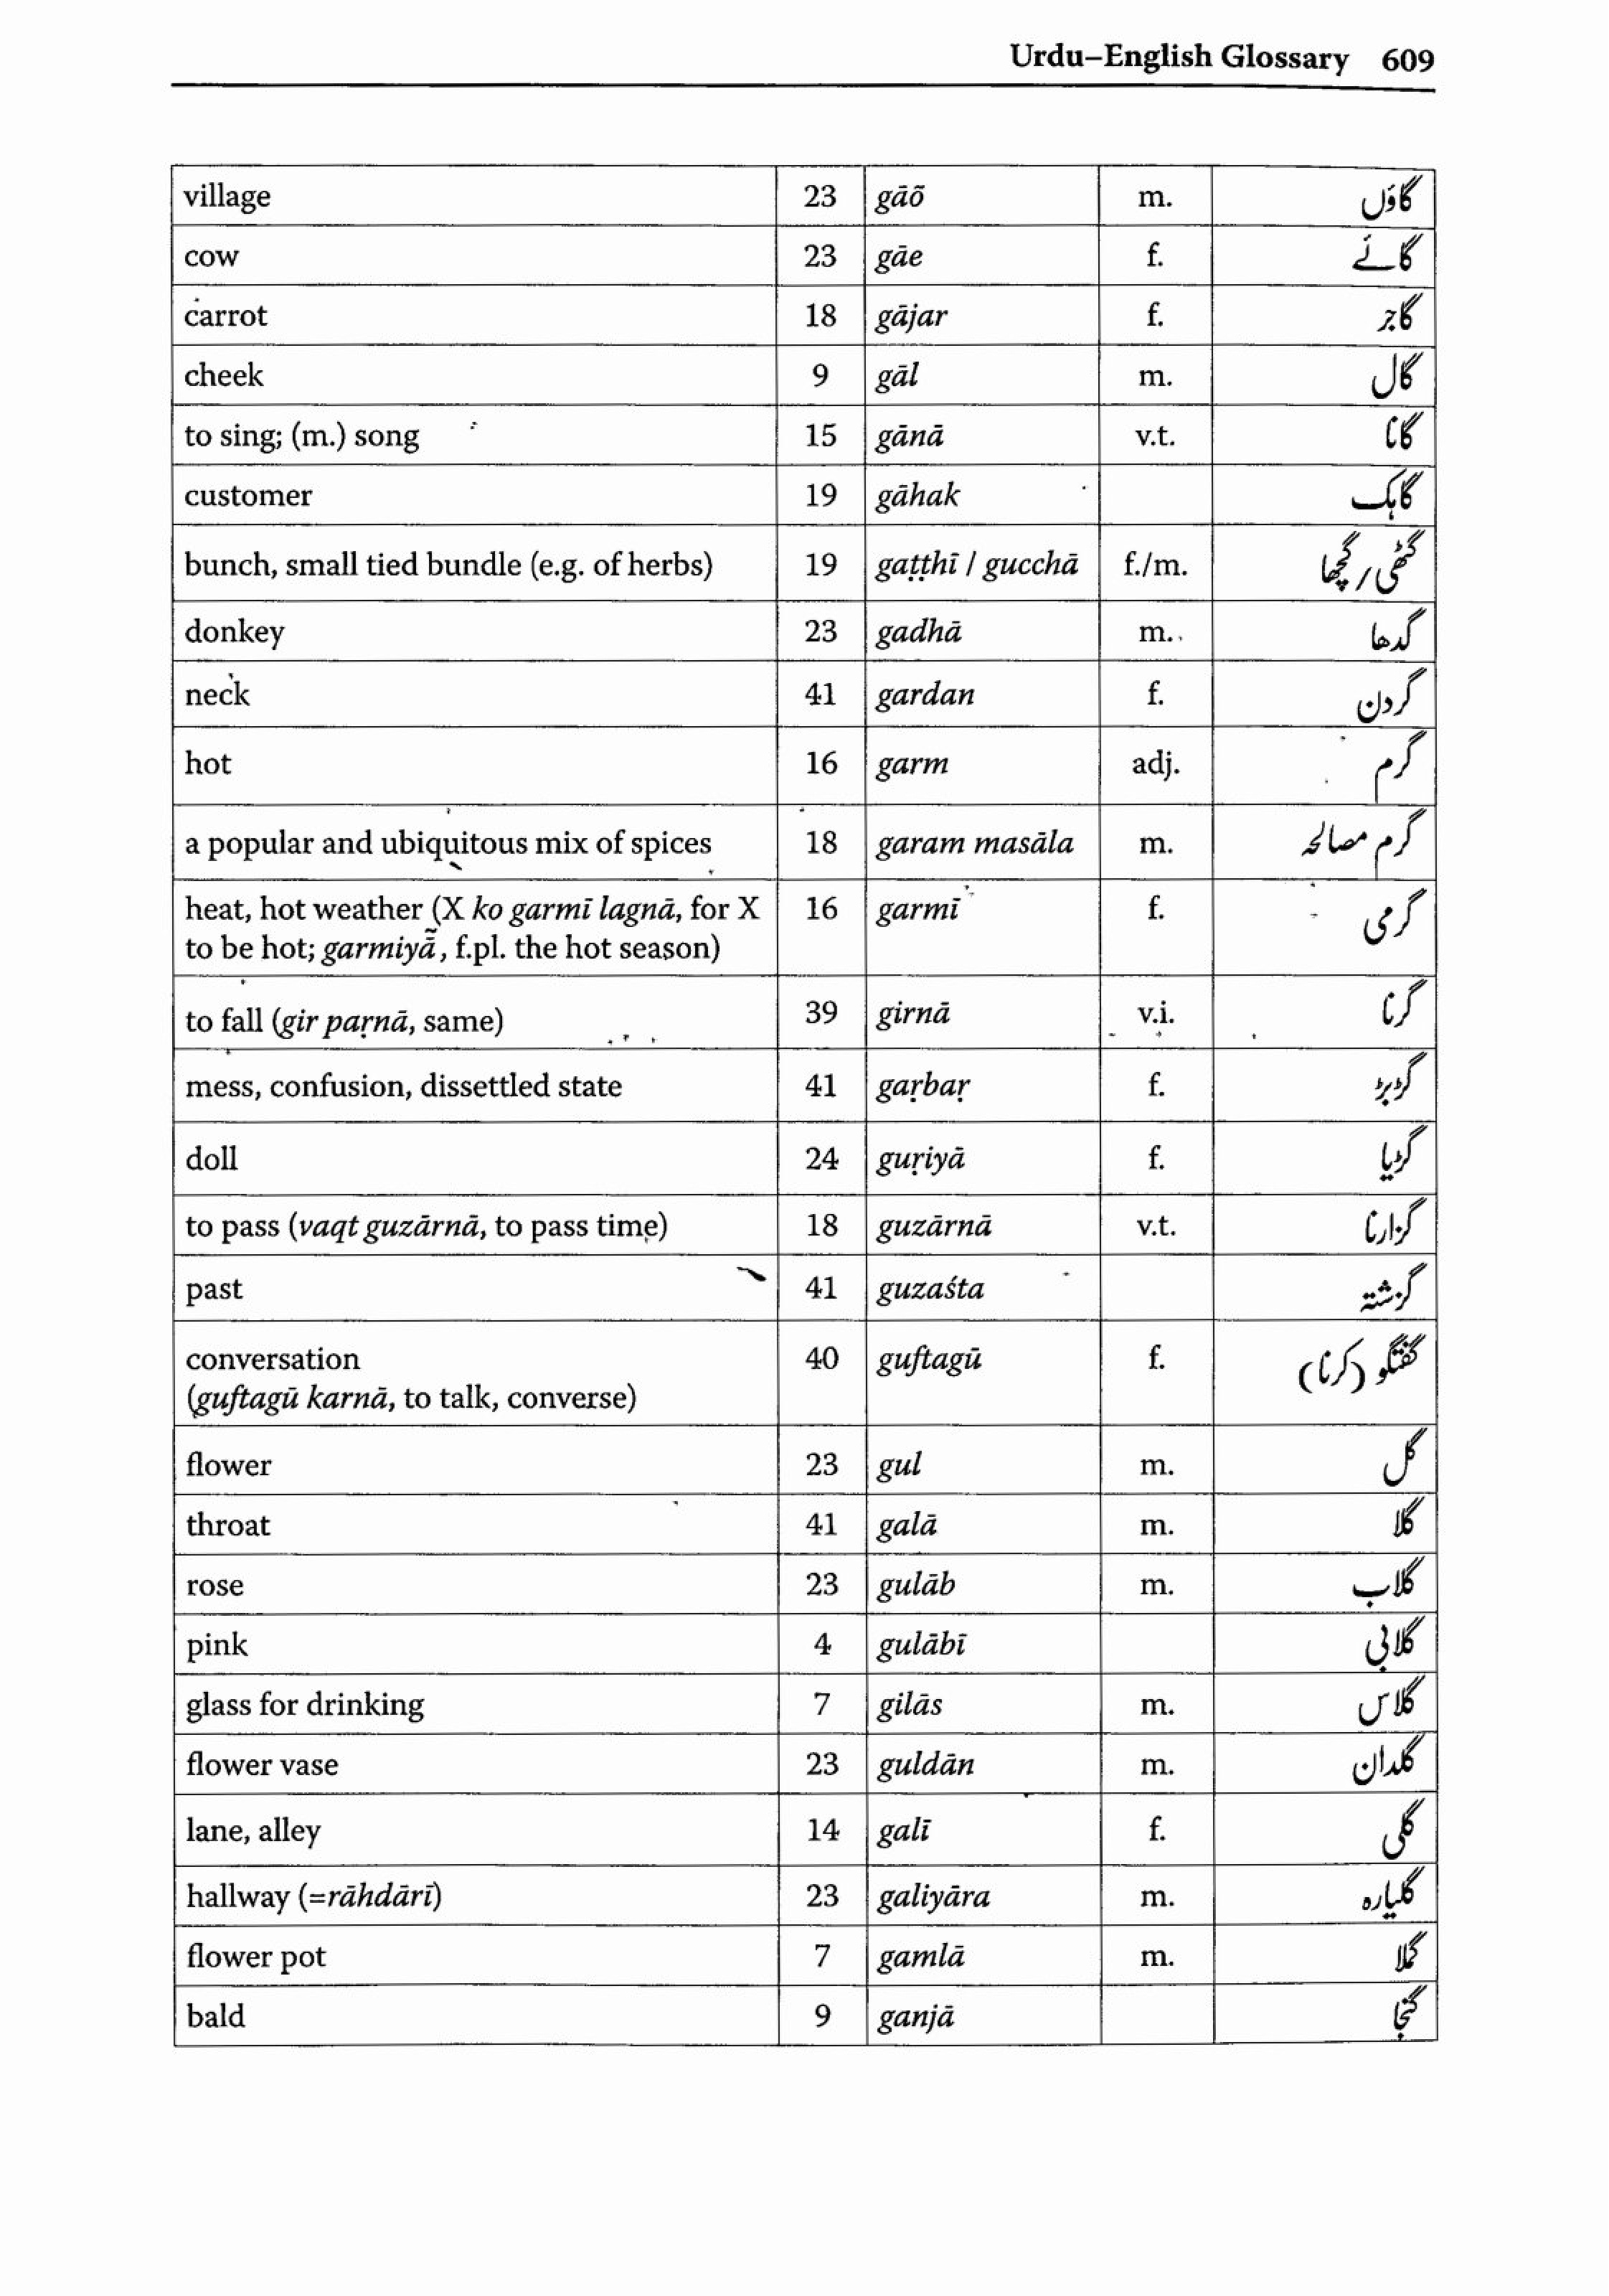 Urdu–English Glossary 609
village 23 gāõ m. گاؤں
cow 23 gāe f. گائے
carrot 18 gājar f. گاجر
cheek 9 gāl m. گال
to sing; (m.) song 15 gānā v.t. گانا
customer 19 gāhak گاہک
bunch, small tied bundle (e.g. of herbs) 19 gaṭṭhī / gucchā f./m. گٹھی / گچھا
donkey 23 gadhā m. گدھا
neck 41 gardan f. گردن
hot 16 garm adj. گرم
a popular and ubiquitous mix of spices 18 garam masāla m. گرم مصالحہ
heat, hot weather (X ko garmī lagnā, for X 16 garmī f. گرمی
to be hot; garmiyā̃, f.pl. the hot season)
to fall (gir paṛnā, same) 39 girnā v.i. گرنا
mess, confusion, dissettled state 41 gaṛbaṛ f. گڑبڑ
doll 24 guṛiyā f. گڑیا
to pass (vaqt guzārnā, to pass time) 18 guzārnā v.t. گزارنا
past 41 guzaśta گزشتہ
conversation 40 guftagū f. گفتگو (کرنا)
(guftagū karnā, to talk, converse)
flower 23 gul m. گل
throat 41 galā m. گلا
rose 23 gulāb m. گلاب
pink 4 gulābī گلابی
glass for drinking 7 gilās m. گلاس
flower vase 23 guldān m. گلدان
lane, alley 14 galī f. گلی
hallway (=rāhdārī) 23 galiyāra m. گلیارہ
flower pot 7 gamlā m. گملا
bald 9 ganjā گنجا